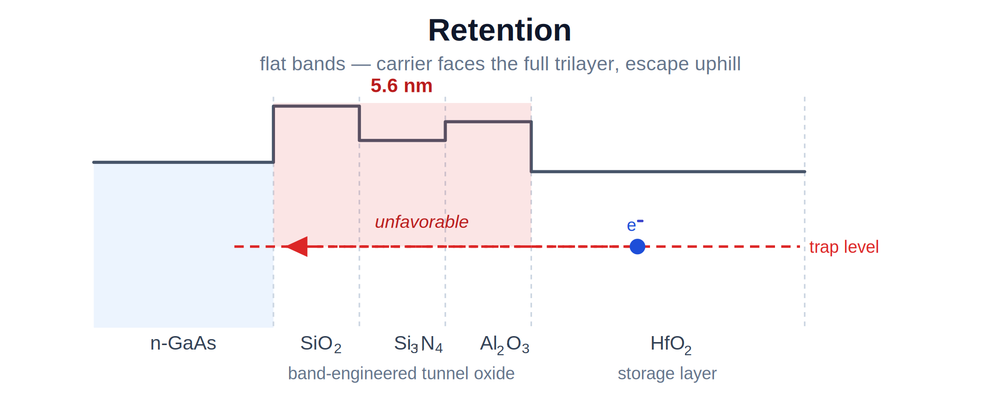 Retention
flat bands — carrier faces the full trilayer, escape uphill
5.6 nm
unfavorable
e⁻
trap level
n-GaAs SiO₂ Si₃N₄ Al₂O₃ HfO₂
band-engineered tunnel oxide storage layer